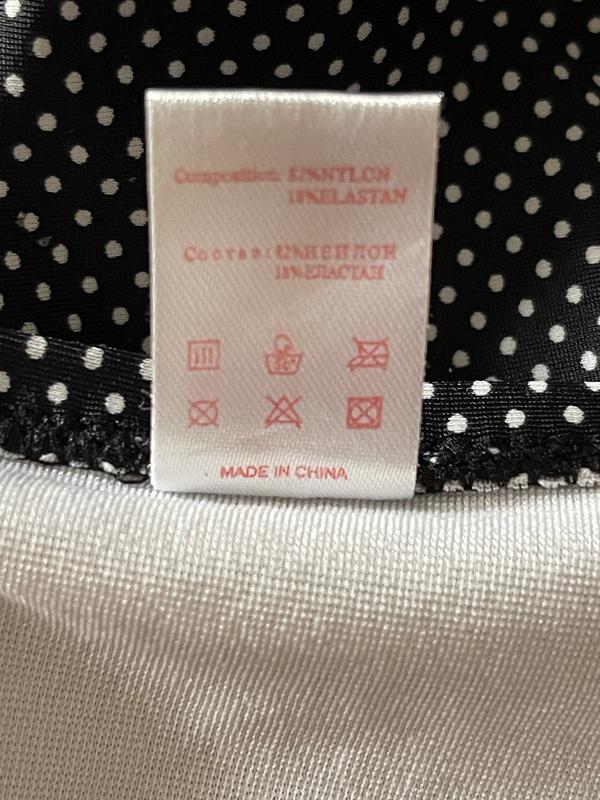 Composition: 82%NYLON
18%ELASTAN
Состав: 82%НЕЙЛОН
18%ЕЛАСТАН
MADE IN CHINA